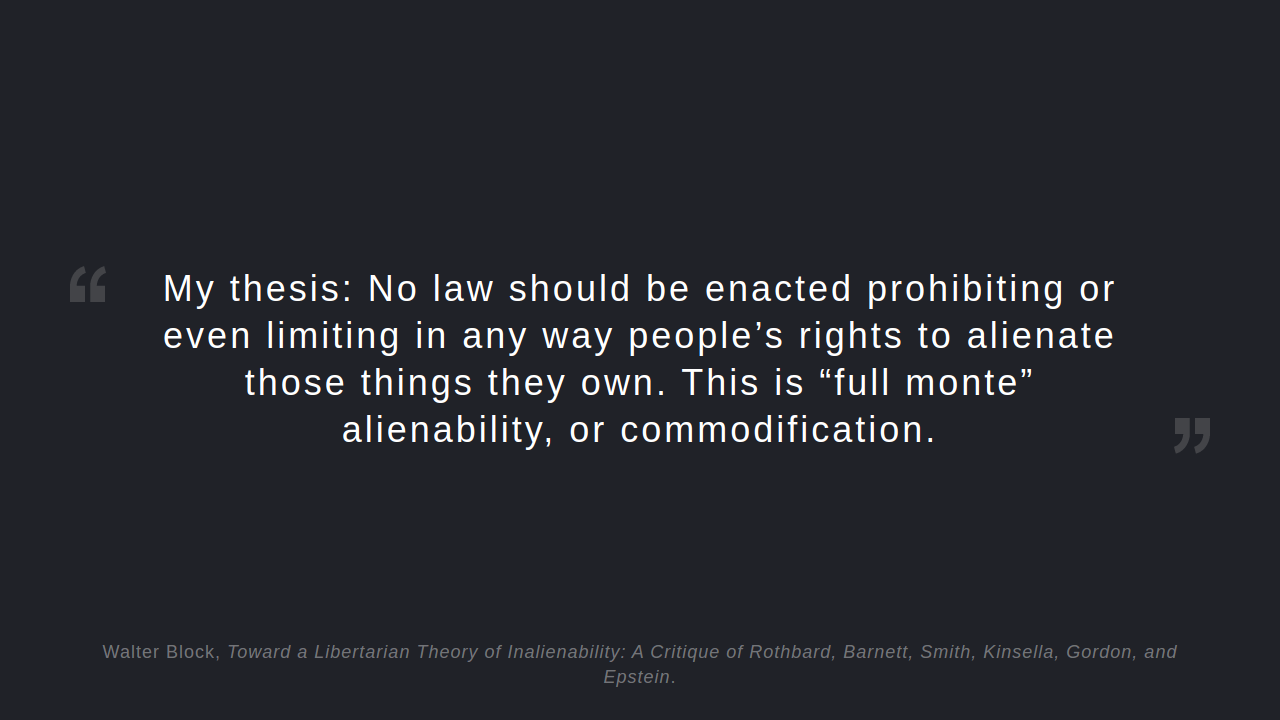 “
My thesis: No law should be enacted prohibiting or
even limiting in any way people’s rights to alienate
those things they own. This is “full monte”
alienability, or commodification.
”
Walter Block, Toward a Libertarian Theory of Inalienability: A Critique of Rothbard, Barnett, Smith, Kinsella, Gordon, and
Epstein.